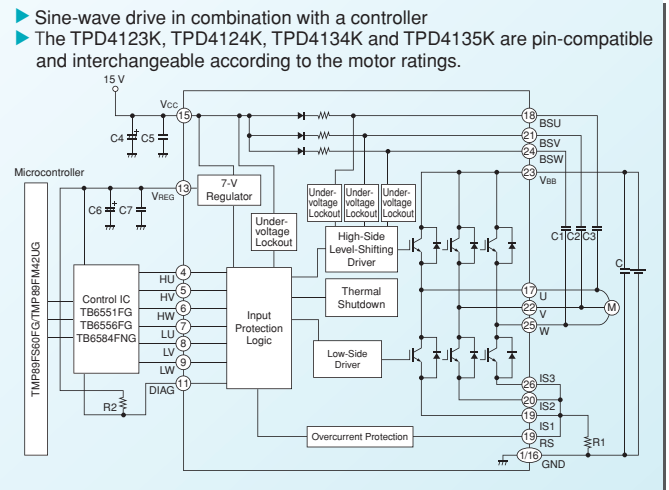 Sine-wave drive in combination with a controller
The TPD4123K, TPD4124K, TPD4134K and TPD4135K are pin-compatible
and interchangeable according to the motor ratings.
15 V
Vcc
15
18
BSU
21
BSV
24
BSW
23
VBB
C4
+
C5
Microcontroller
TMP89FS60FG/TMP89FM42UG
VREG
13
7-V
Regulator
Under-
voltage
Lockout
Under-
voltage
Lockout
Under-
voltage
Lockout
Under-
voltage
Lockout
C6
+
C7
High-Side
Level-Shifting
Driver
C1
C2
C3
C
Control IC
TB6551FG
TB6556FG
TB6584FNG
4
HU
5
HV
6
HW
7
LU
8
LV
9
LW
11
DIAG
R2
Input
Protection
Logic
Thermal
Shutdown
Low-Side
Driver
17
U
22
V
25
W
M
26
IS3
20
IS2
19
IS1
Overcurrent Protection
19
RS
R1
1/16
GND